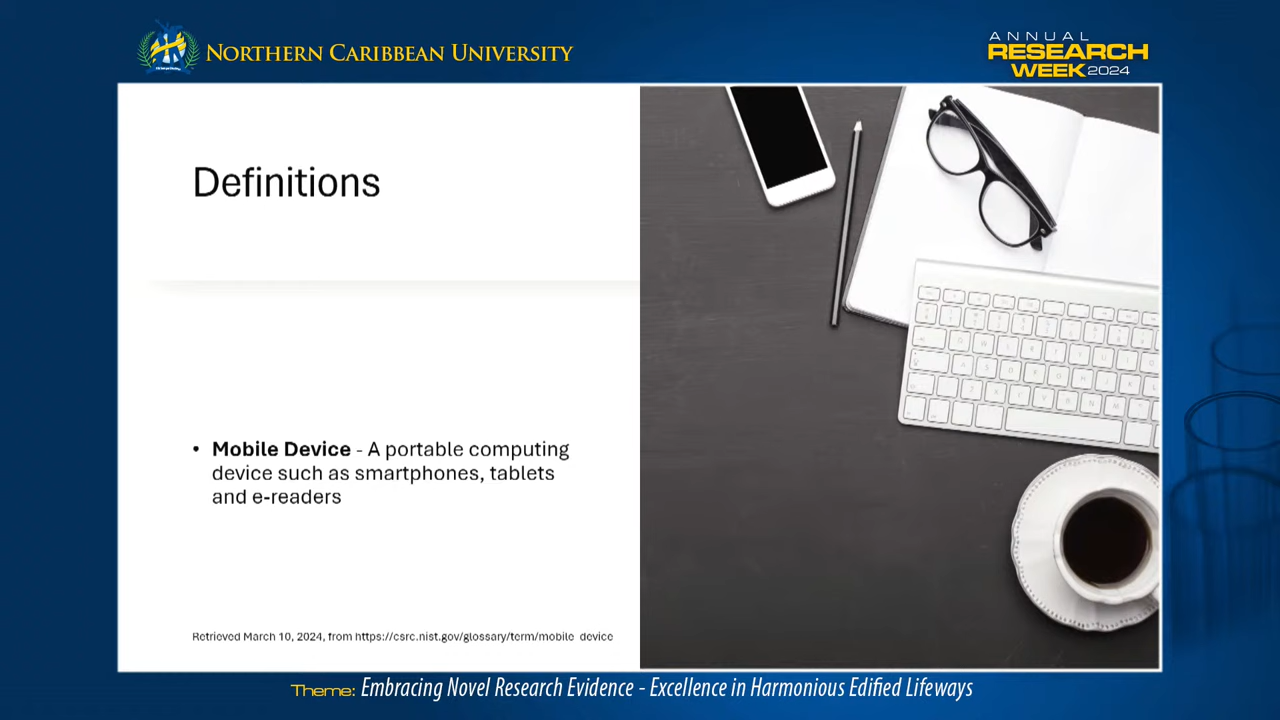 NORTHERN CARIBBEAN UNIVERSITY
ANNUAL
RESEARCH
WEEK 2024
Definitions
• Mobile Device - A portable computing
device such as smartphones, tablets
and e-readers
Retrieved March 10, 2024, from https://csrc.nist.gov/glossary/term/mobile_device
Theme: Embracing Novel Research Evidence - Excellence in Harmonious Edified Lifeways